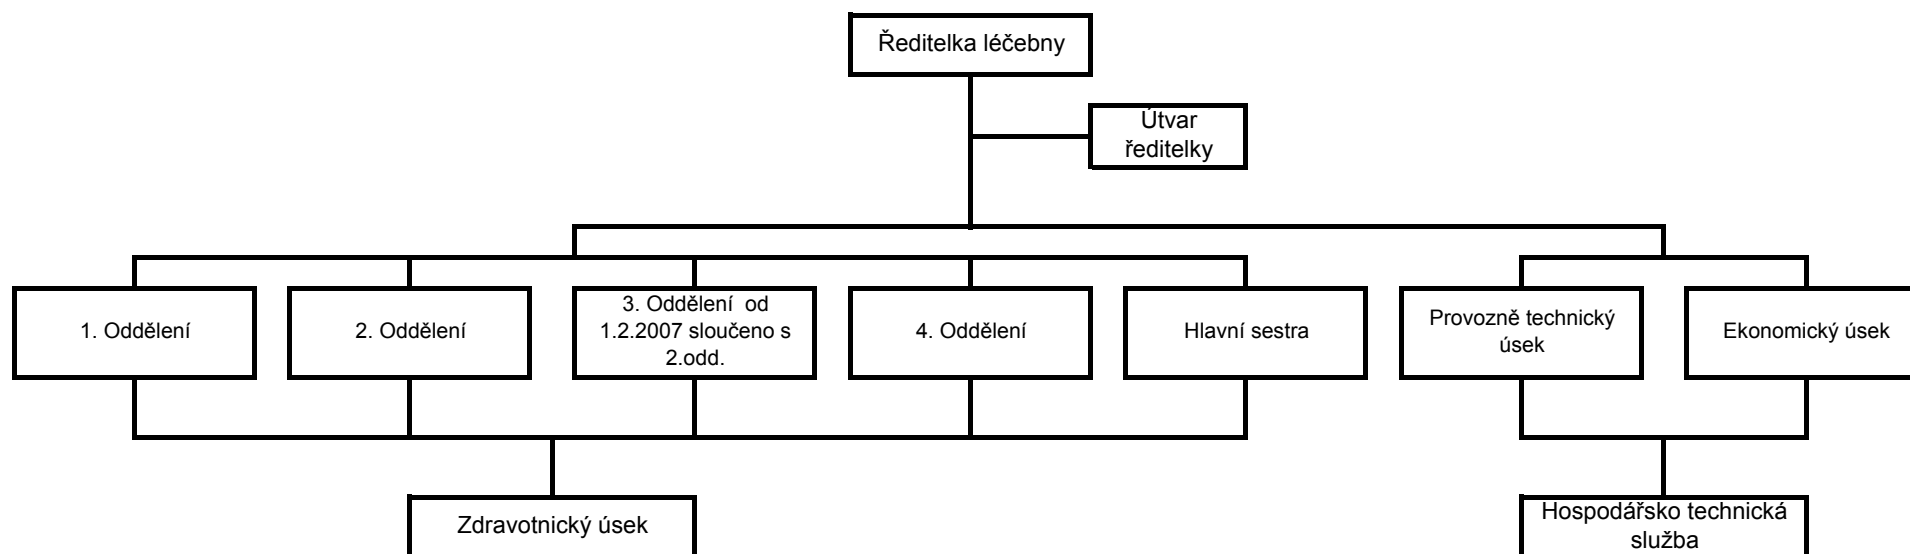 Ředitelka léčebny
Útvar
ředitelky
1. Oddělení
2. Oddělení
3. Oddělení  od
1.2.2007 sloučeno s
2.odd.
4. Oddělení
Hlavní sestra
Provozně technický
úsek
Ekonomický úsek
Zdravotnický úsek
Hospodářsko technická
služba